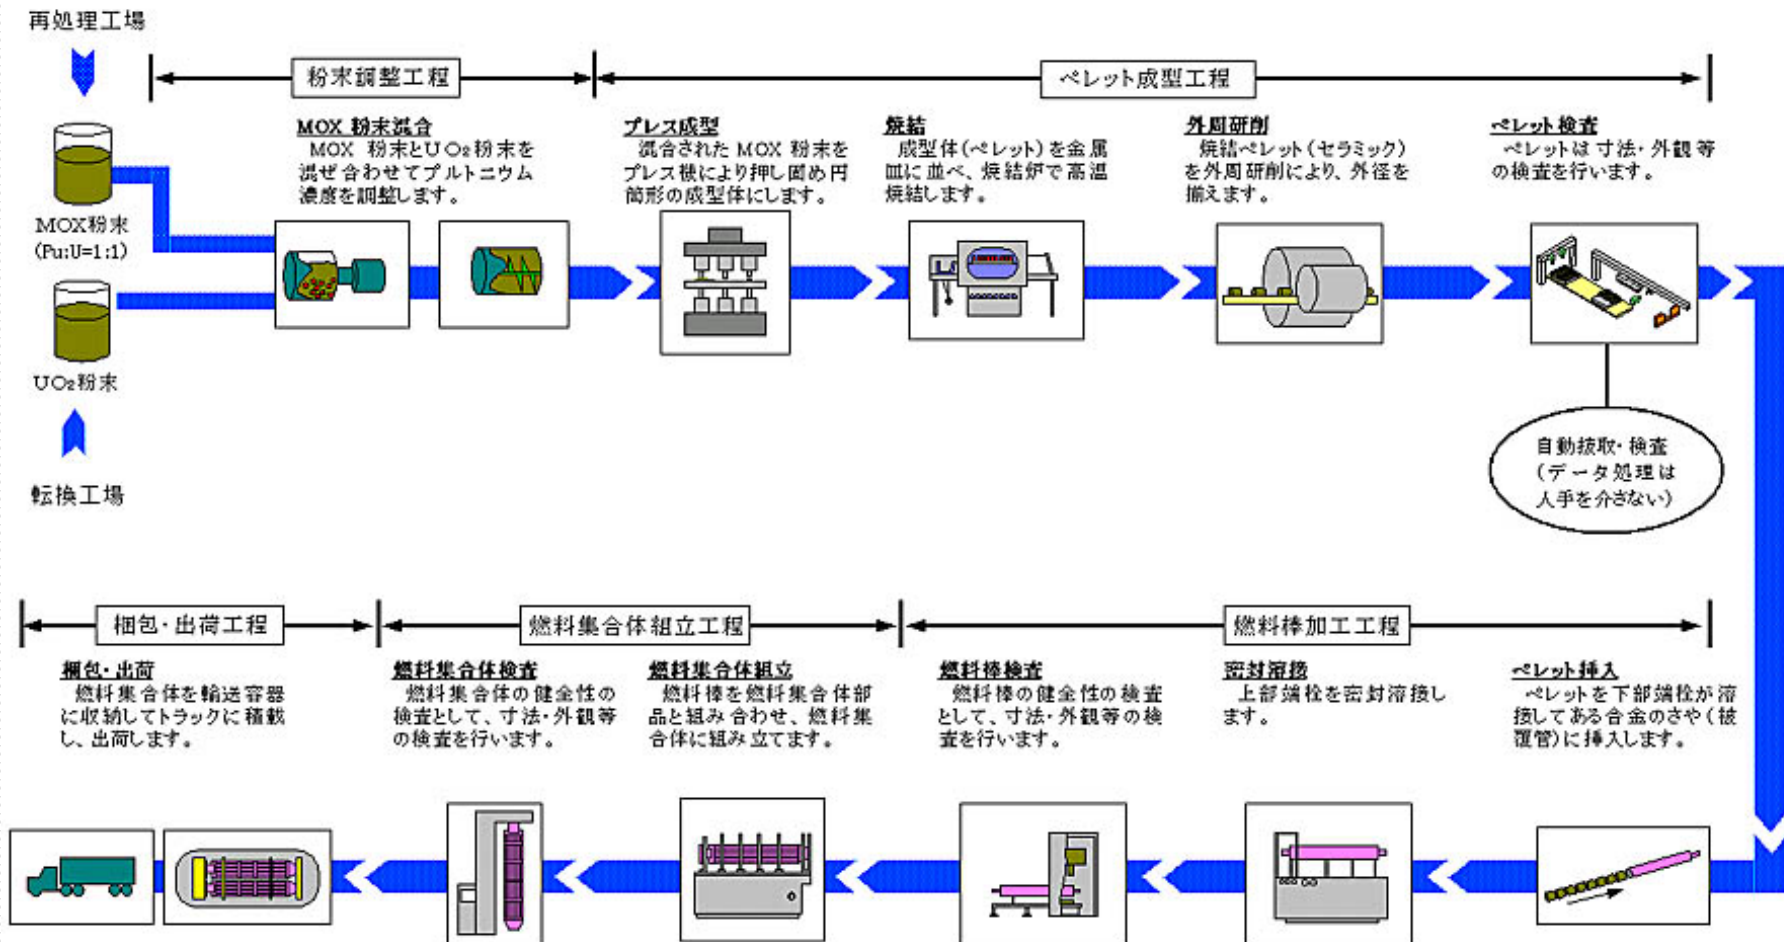 再処理工場
粉末調整工程
ペレット成型工程
MOX 粉末混合
MOX 粉末とUO₂粉末を
混ぜ合わせてプルトニウム
濃度を調整します。
プレス成型
混合された MOX 粉末を
プレス機により押し固め円
筒形の成型体にします。
焼結
成型体(ペレット)を金属
皿に並べ、焼結炉で高温
焼結します。
外周研削
焼結ペレット(セラミック)
を外周研削により、外径を
揃えます。
ペレット検査
ペレットは寸法・外観等
の検査を行います。
MOX粉末
(Pu:U=1:1)
UO₂粉末
転換工場
自動抜取・検査
(データ処理は
人手を介さない)
梱包・出荷工程
燃料集合体組立工程
燃料棒加工工程
梱包・出荷
燃料集合体を輸送容器
に収納してトラックに積載
し、出荷します。
燃料集合体検査
燃料集合体の健全性の
検査として、寸法・外観等
の検査を行います。
燃料集合体組立
燃料棒を燃料集合体部
品と組み合わせ、燃料集
合体に組み立てます。
燃料棒検査
燃料棒の健全性の検査
として、寸法・外観等の検
査を行います。
密封溶接
上部端栓を密封溶接し
ます。
ペレット挿入
ペレットを下部端栓が溶
接してある合金のさや(被
覆管)に挿入します。